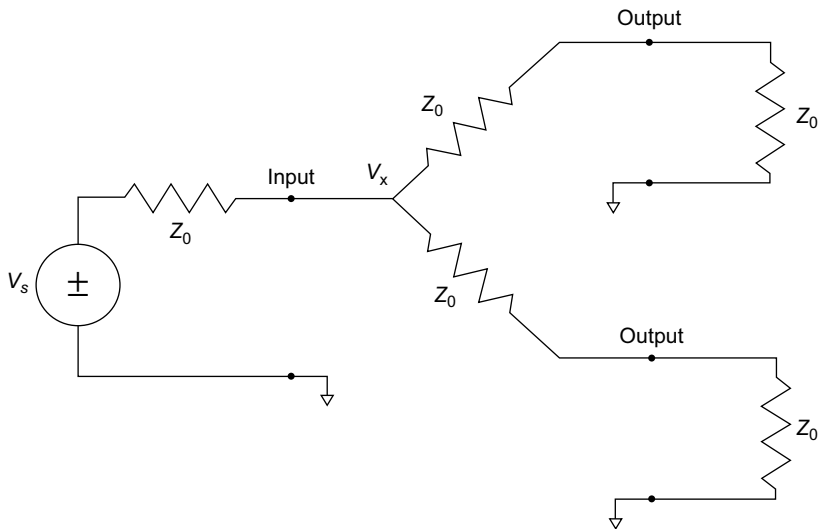 Output
Z₀
Z₀
Input
Vₓ
Z₀
Vₛ
±
Z₀
Output
Z₀